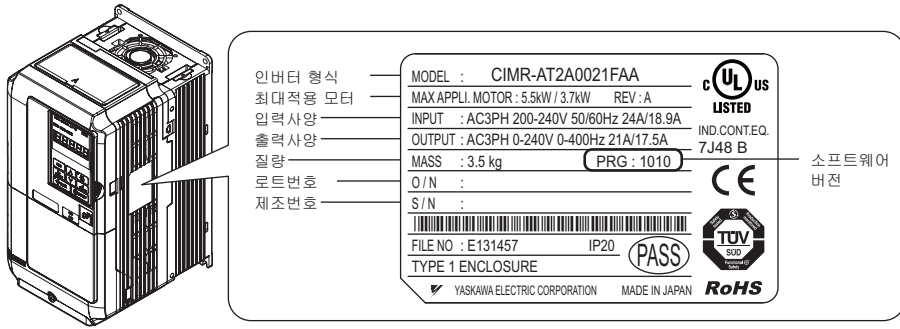 인버터 형식
최대적용 모터
입력사양
출력사양
질량
로트번호
제조번호
MODEL : CIMR-AT2A0021FAA
MAX APPLI. MOTOR : 5.5kW / 3.7kW REV : A
INPUT : AC3PH 200-240V 50/60Hz 24A/18.9A
OUTPUT : AC3PH 0-240V 0-400Hz 21A/17.5A
MASS : 3.5 kg PRG : 1010
O / N :
S / N :
FILE NO : E131457 IP20
TYPE 1 ENCLOSURE
PASS
YASKAWA ELECTRIC CORPORATION MADE IN JAPAN
C UL US
LISTED
IND.CONT.EQ.
7J48 B
CE
TÜV
SÜD
Functional
Safety
RoHS
소프트웨어
버전